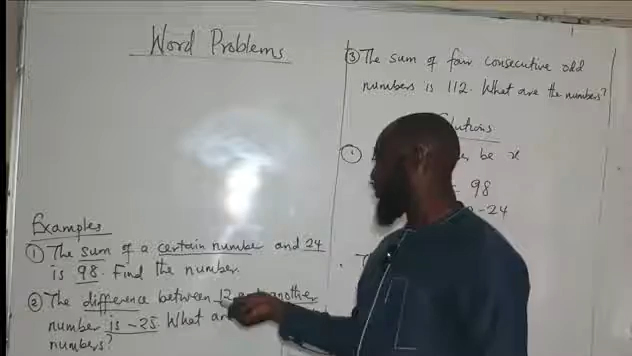 Word Problems
Examples
① The sum of a certain number and 24
is 98. Find the number.
② The difference between 12 and another
number is -25. What are
numbers?
③ The sum of four consecutive odd
numbers is 112. What are the numbers?
①
be x
98
-24